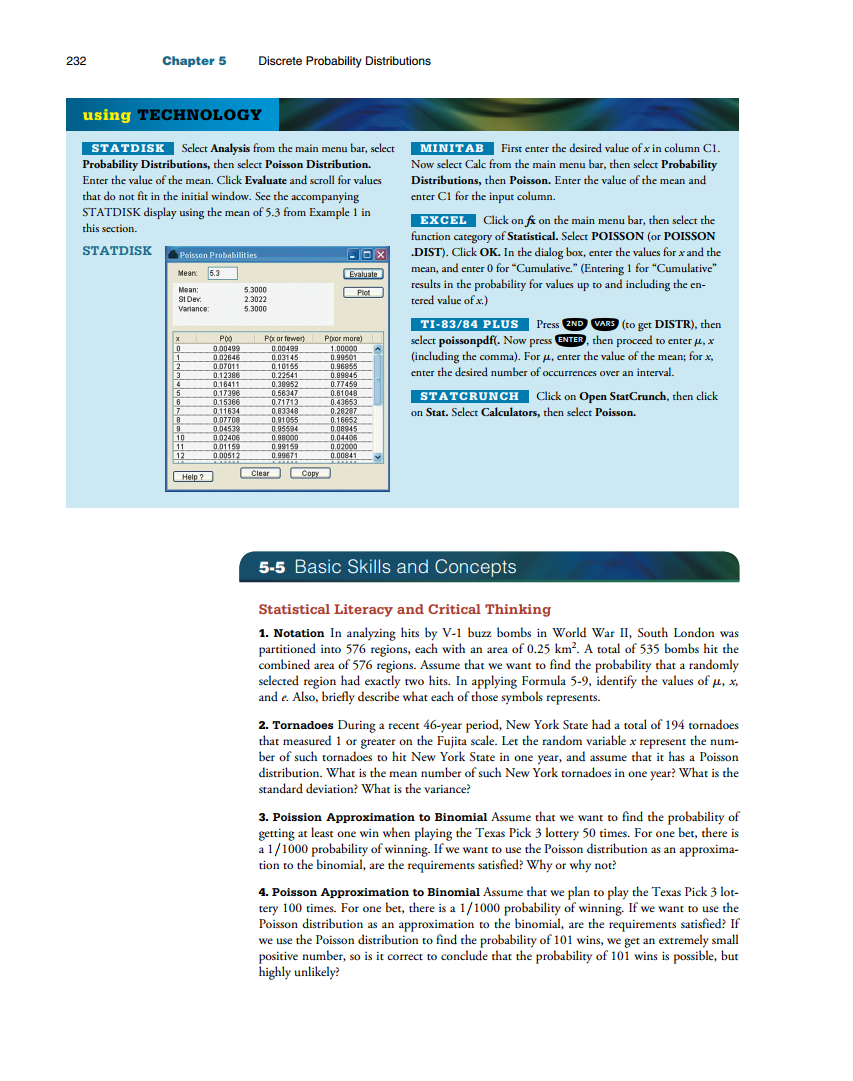 232 Chapter 5 Discrete Probability Distributions
using TECHNOLOGY
STATDISK Select Analysis from the main menu bar, select
Probability Distributions, then select Poisson Distribution.
Enter the value of the mean. Click Evaluate and scroll for values
that do not fit in the initial window. See the accompanying
STATDISK display using the mean of 5.3 from Example 1 in
this section.
STATDISK
Poisson Probabilities
Mean: 5.3 Evaluate
Plot
Mean: 5.3000
St Dev: 2.3022
Variance: 5.3000
x P(x) P(x or fewer) P(x or more)
0 0.00499 0.00499 1.00000
1 0.02646 0.03145 0.99501
2 0.07011 0.10155 0.96855
3 0.12386 0.22541 0.89845
4 0.16411 0.38952 0.77459
5 0.17396 0.56347 0.61048
6 0.15366 0.71713 0.43653
7 0.11634 0.83348 0.28287
8 0.07708 0.91055 0.16652
9 0.04539 0.95594 0.08945
10 0.02406 0.98000 0.04406
11 0.01159 0.99159 0.02000
12 0.00512 0.99671 0.00841
Help ? Clear Copy
MINITAB First enter the desired value of x in column C1.
Now select Calc from the main menu bar, then select Probability
Distributions, then Poisson. Enter the value of the mean and
enter C1 for the input column.
EXCEL Click on fx on the main menu bar, then select the
function category of Statistical. Select POISSON (or POISSON
.DIST). Click OK. In the dialog box, enter the values for x and the
mean, and enter 0 for “Cumulative.” (Entering 1 for “Cumulative”
results in the probability for values up to and including the en-
tered value of x.)
TI-83/84 PLUS Press 2ND VARS (to get DISTR), then
select poissonpdf(. Now press ENTER, then proceed to enter μ, x
(including the comma). For μ, enter the value of the mean; for x,
enter the desired number of occurrences over an interval.
STATCRUNCH Click on Open StatCrunch, then click
on Stat. Select Calculators, then select Poisson.
5-5 Basic Skills and Concepts
Statistical Literacy and Critical Thinking
1. Notation In analyzing hits by V-1 buzz bombs in World War II, South London was
partitioned into 576 regions, each with an area of 0.25 km². A total of 535 bombs hit the
combined area of 576 regions. Assume that we want to find the probability that a randomly
selected region had exactly two hits. In applying Formula 5-9, identify the values of μ, x,
and e. Also, briefly describe what each of those symbols represents.
2. Tornadoes During a recent 46-year period, New York State had a total of 194 tornadoes
that measured 1 or greater on the Fujita scale. Let the random variable x represent the num-
ber of such tornadoes to hit New York State in one year, and assume that it has a Poisson
distribution. What is the mean number of such New York tornadoes in one year? What is the
standard deviation? What is the variance?
3. Poission Approximation to Binomial Assume that we want to find the probability of
getting at least one win when playing the Texas Pick 3 lottery 50 times. For one bet, there is
a 1/1000 probability of winning. If we want to use the Poisson distribution as an approxima-
tion to the binomial, are the requirements satisfied? Why or why not?
4. Poisson Approximation to Binomial Assume that we plan to play the Texas Pick 3 lot-
tery 100 times. For one bet, there is a 1/1000 probability of winning. If we want to use the
Poisson distribution as an approximation to the binomial, are the requirements satisfied? If
we use the Poisson distribution to find the probability of 101 wins, we get an extremely small
positive number, so is it correct to conclude that the probability of 101 wins is possible, but
highly unlikely?